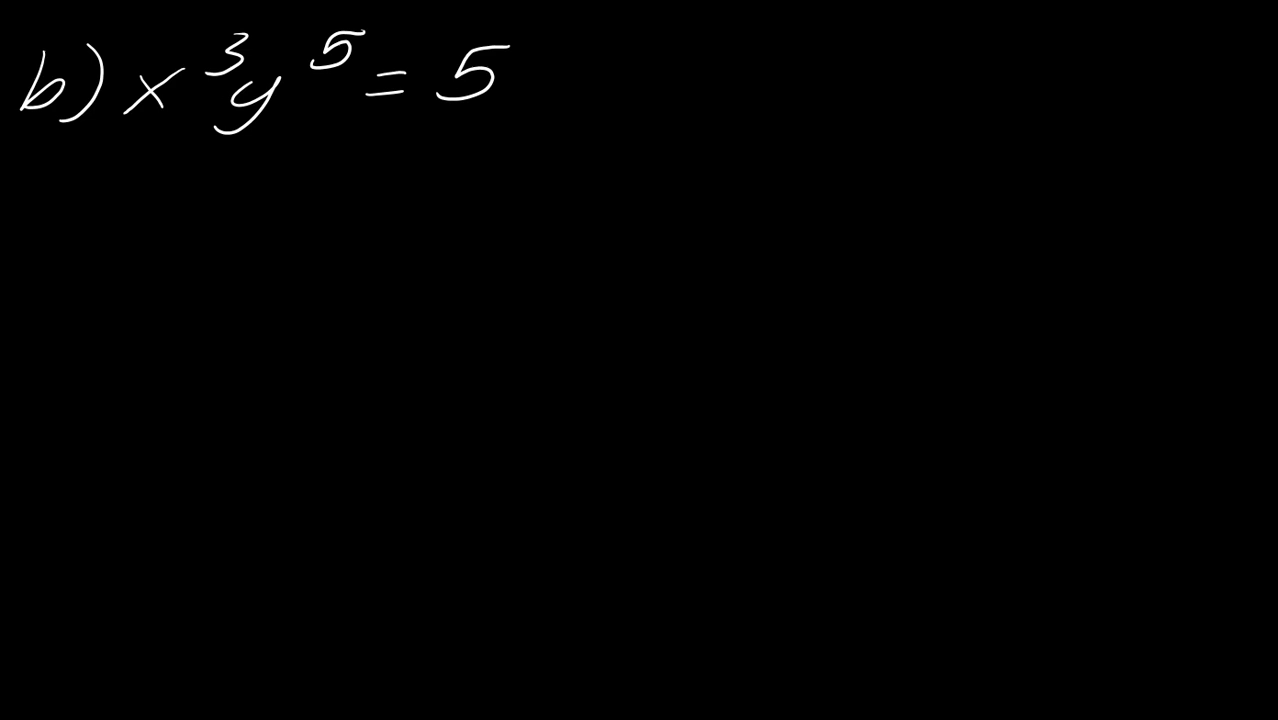 b) x³y⁵ = 5